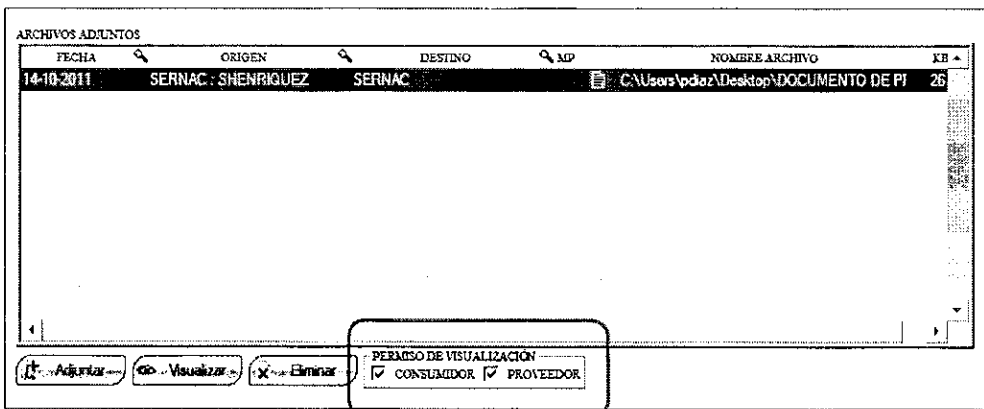 ARCHIVOS ADJUNTOS
FECHA ORIGEN DESTINO MP NOMBRE ARCHIVO KB
14-10-2011 SERNAC : SHENRIQUEZ SERNAC C:\Users\pdiaz\Desktop\DOCUMENTO DE PI 26
PERMISO DE VISUALIZACIÓN
Adjuntar Visualizar Eliminar CONSUMIDOR PROVEEDOR